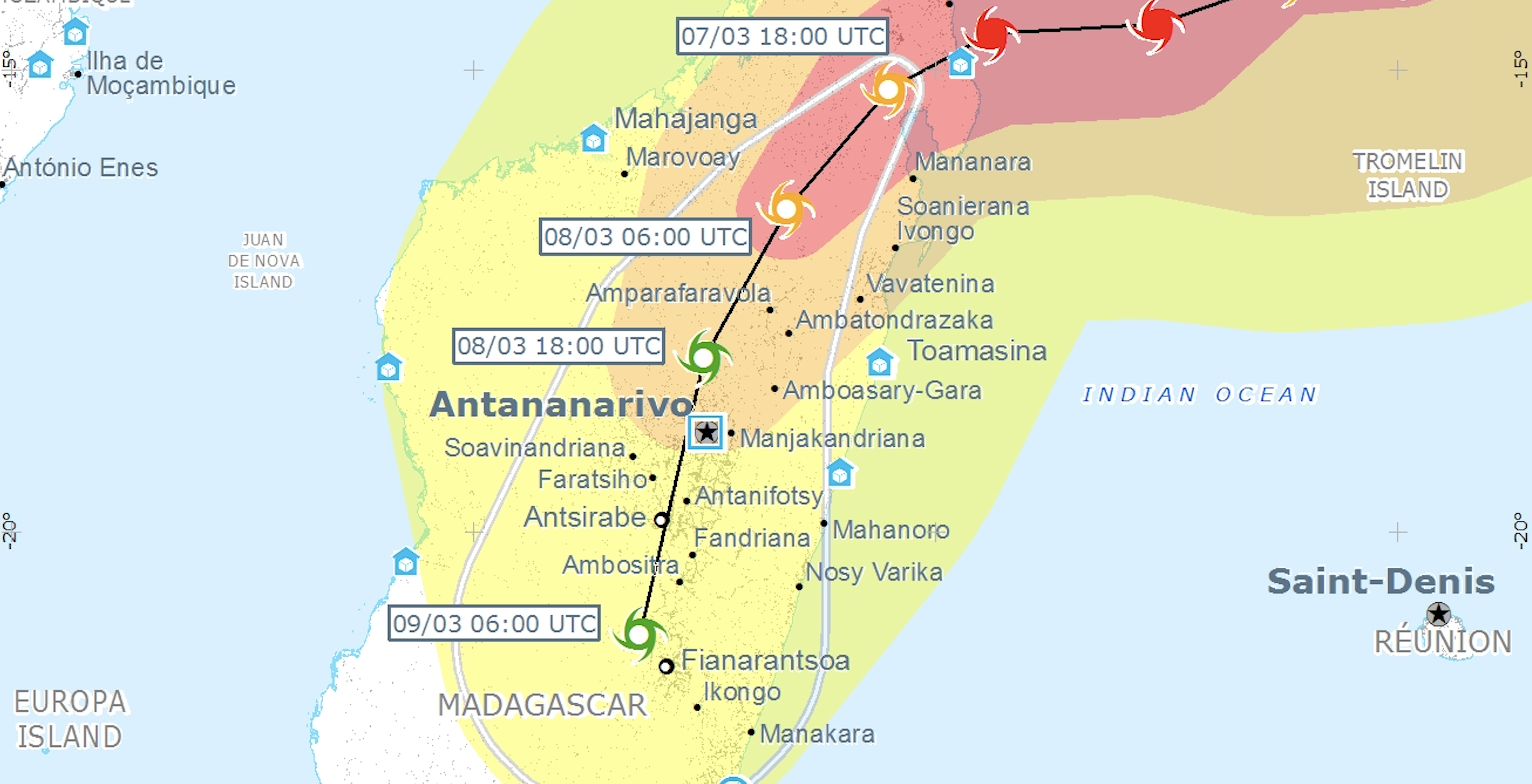 07/03 18:00 UTC
-15°
-15°
Ilha de
Moçambique
Mahajanga
Marovoay
António Enes
Mananara
TROMELIN
ISLAND
Soanierana
Ivongo
08/03 06:00 UTC
JUAN
DE NOVA
ISLAND
Vavatenina
Amparafaravola
Ambatondrazaka
08/03 18:00 UTC
Toamasina
Amboasary-Gara
INDIAN OCEAN
Antananarivo
Manjakandriana
Soavinandriana
Faratsiho
Antanifotsy
Antsirabe
Mahanoro
-20°
-20°
Fandriana
Ambositra
Nosy Varika
Saint-Denis
09/03 06:00 UTC
RÉUNION
Fianarantsoa
Ikongo
EUROPA
ISLAND
MADAGASCAR
Manakara